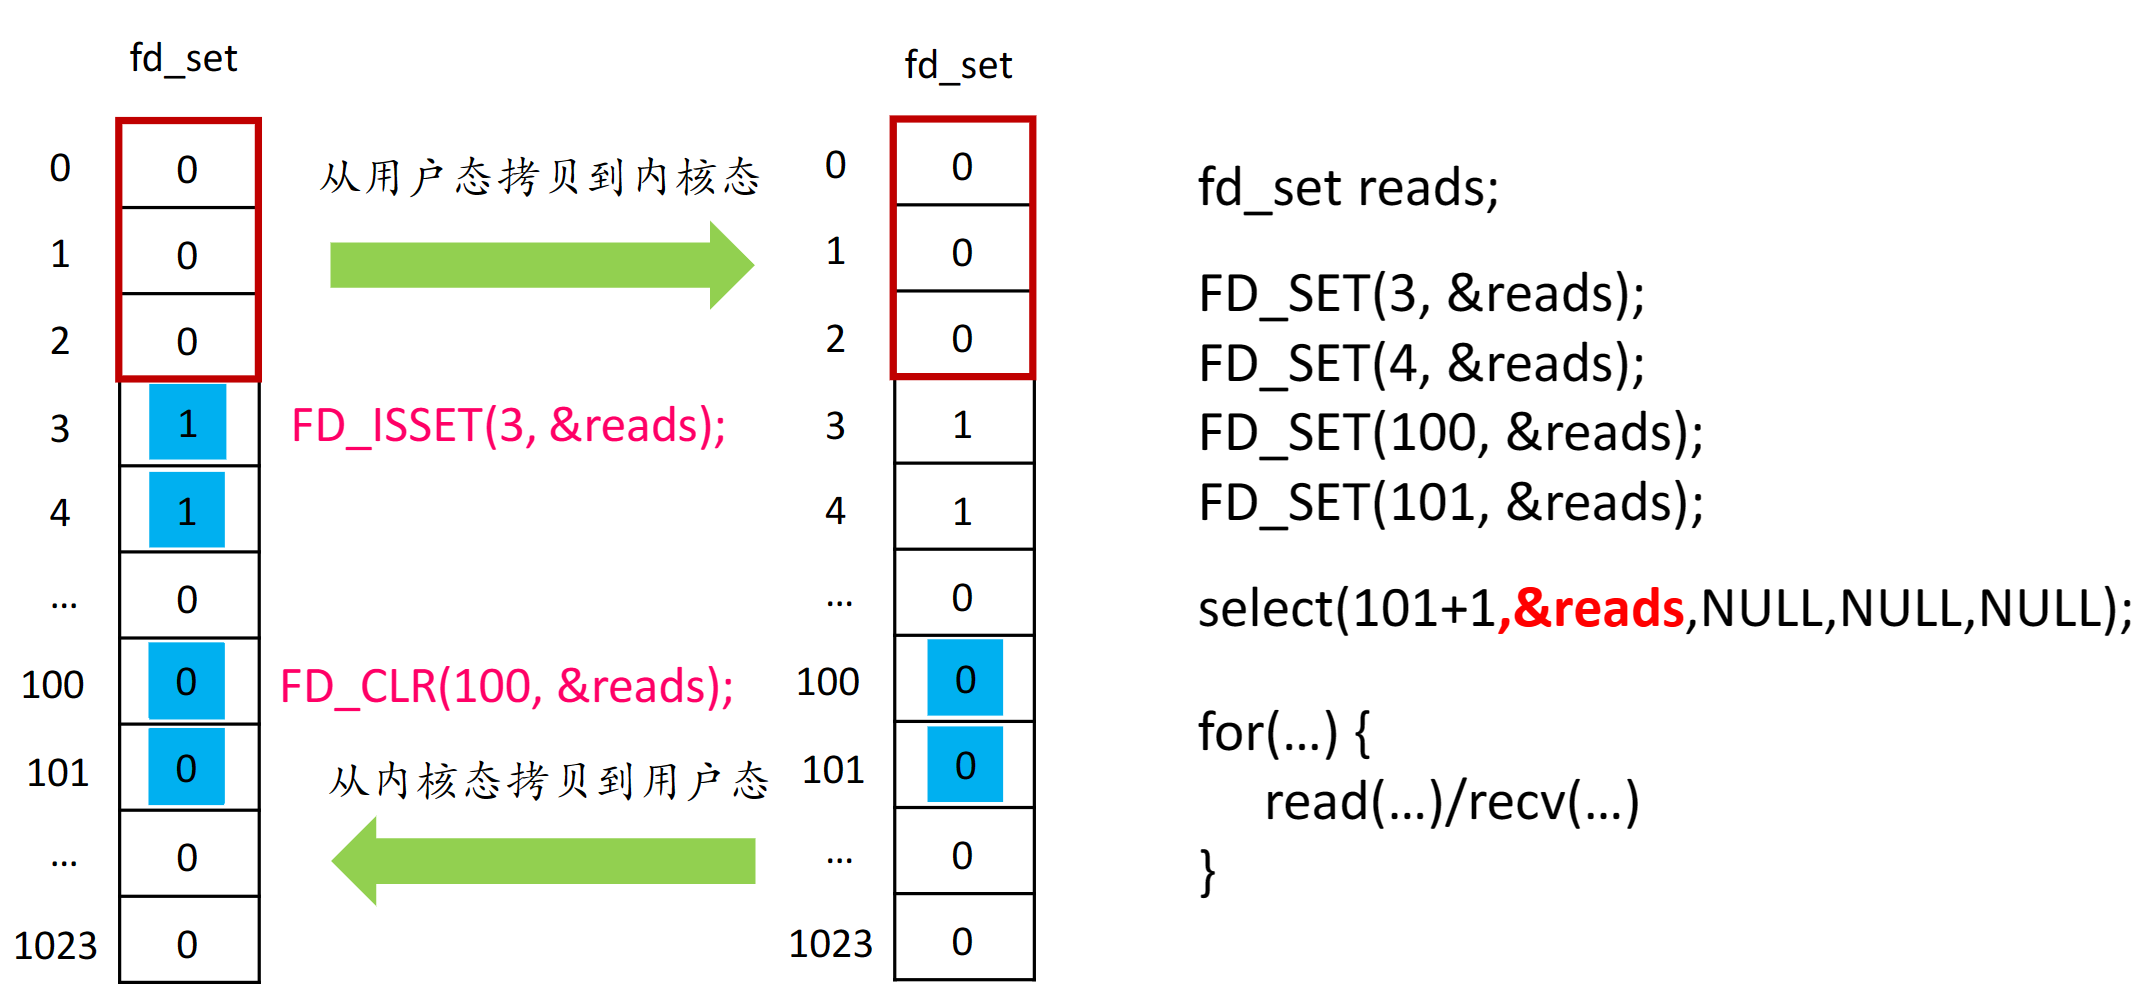 fd_set
0 0
1 0
2 0
3 1
4 1
... 0
100 0
101 0
... 0
1023 0
从用户态拷贝到内核态
FD_ISSET(3, &reads);
FD_CLR(100, &reads);
从内核态拷贝到用户态
fd_set
0 0
1 0
2 0
3 1
4 1
... 0
100 0
101 0
... 0
1023 0
fd_set reads;
FD_SET(3, &reads);
FD_SET(4, &reads);
FD_SET(100, &reads);
FD_SET(101, &reads);
select(101+1,&reads,NULL,NULL,NULL);
for(...) {
read(...)/recv(...)
}